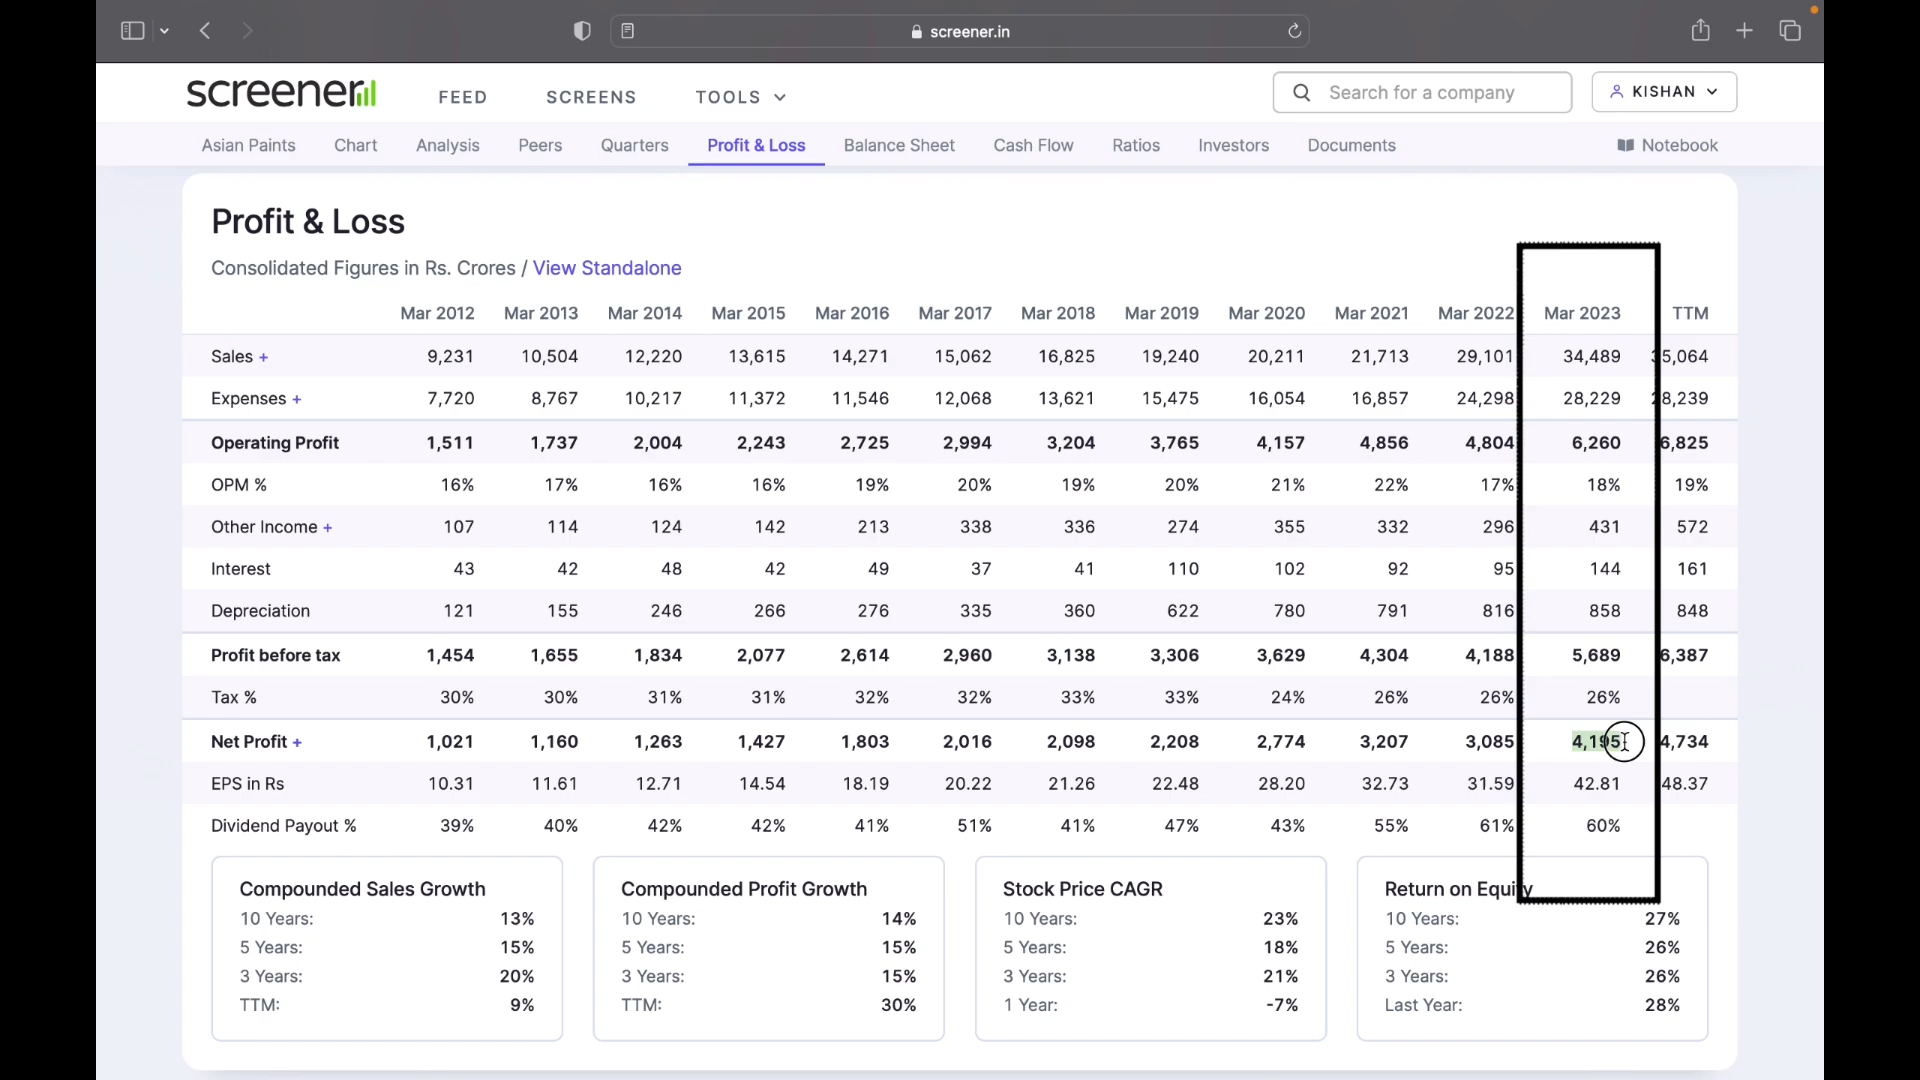 screener.in
screener
FEED SCREENS TOOLS
Search for a company
KISHAN
Asian Paints Chart Analysis Peers Quarters Profit & Loss Balance Sheet Cash Flow Ratios Investors Documents Notebook
Profit & Loss
Consolidated Figures in Rs. Crores / View Standalone
Mar 2012 Mar 2013 Mar 2014 Mar 2015 Mar 2016 Mar 2017 Mar 2018 Mar 2019 Mar 2020 Mar 2021 Mar 2022 Mar 2023 TTM
Sales + 9,231 10,504 12,220 13,615 14,271 15,062 16,825 19,240 20,211 21,713 29,101 34,489 35,064
Expenses + 7,720 8,767 10,217 11,372 11,546 12,068 13,621 15,475 16,054 16,857 24,298 28,229 28,239
Operating Profit 1,511 1,737 2,004 2,243 2,725 2,994 3,204 3,765 4,157 4,856 4,804 6,260 6,825
OPM % 16% 17% 16% 16% 19% 20% 19% 20% 21% 22% 17% 18% 19%
Other Income + 107 114 124 142 213 338 336 274 355 332 296 431 572
Interest 43 42 48 42 49 37 41 110 102 92 95 144 161
Depreciation 121 155 246 266 276 335 360 622 780 791 816 858 848
Profit before tax 1,454 1,655 1,834 2,077 2,614 2,960 3,138 3,306 3,629 4,304 4,188 5,689 6,387
Tax % 30% 30% 31% 31% 32% 32% 33% 33% 24% 26% 26% 26%
Net Profit + 1,021 1,160 1,263 1,427 1,803 2,016 2,098 2,208 2,774 3,207 3,085 4,195 4,734
EPS in Rs 10.31 11.61 12.71 14.54 18.19 20.22 21.26 22.48 28.20 32.73 31.59 42.81 48.37
Dividend Payout % 39% 40% 42% 42% 41% 51% 41% 47% 43% 55% 61% 60%
Compounded Sales Growth
10 Years: 13%
5 Years: 15%
3 Years: 20%
TTM: 9%
Compounded Profit Growth
10 Years: 14%
5 Years: 15%
3 Years: 15%
TTM: 30%
Stock Price CAGR
10 Years: 23%
5 Years: 18%
3 Years: 21%
1 Year: -7%
Return on Equity
10 Years: 27%
5 Years: 26%
3 Years: 26%
Last Year: 28%